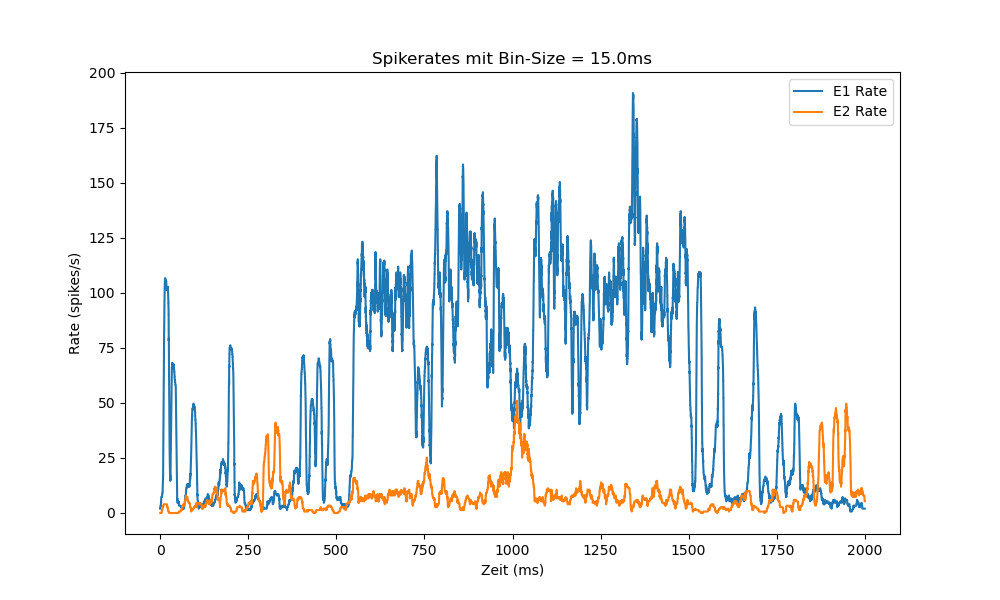 Spikerates mit Bin-Size = 15.0ms
E1 Rate
E2 Rate
200
175
150
125
100
75
50
25
0
Rate (spikes/s)
0 250 500 750 1000 1250 1500 1750 2000
Zeit (ms)